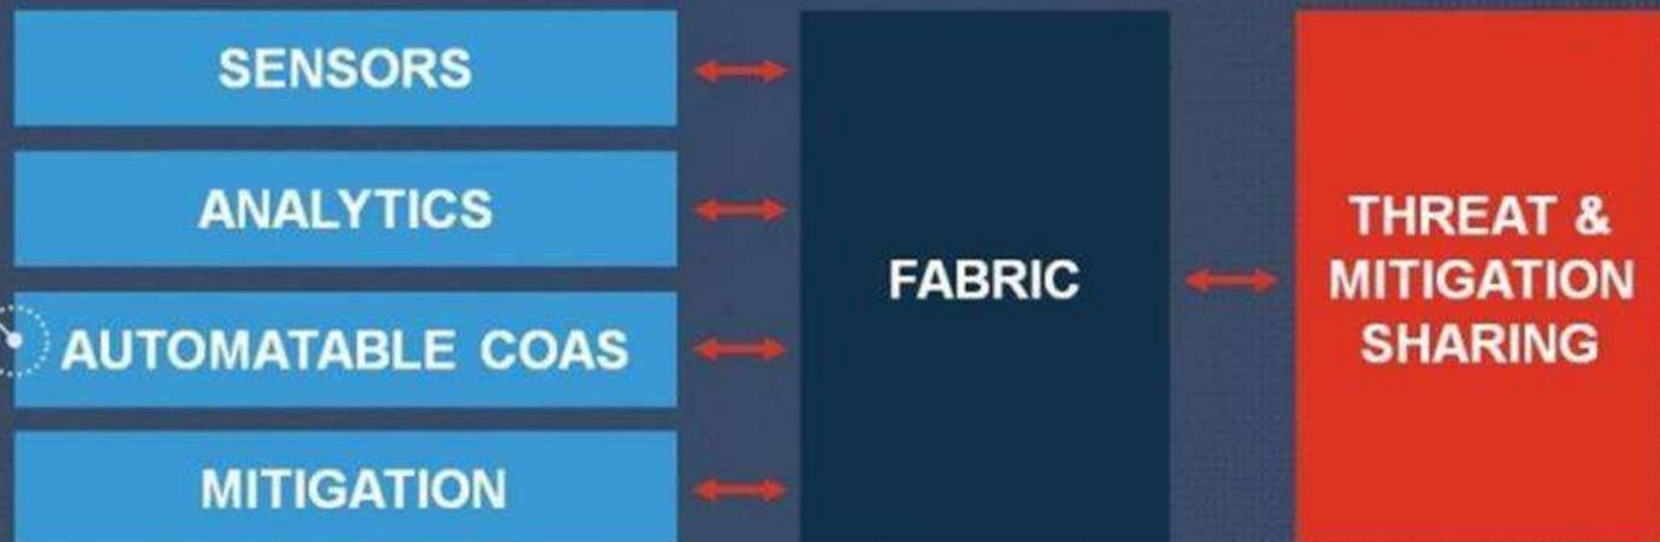 SENSORS
ANALYTICS
AUTOMATABLE COAS
MITIGATION
FABRIC
THREAT &
MITIGATION
SHARING